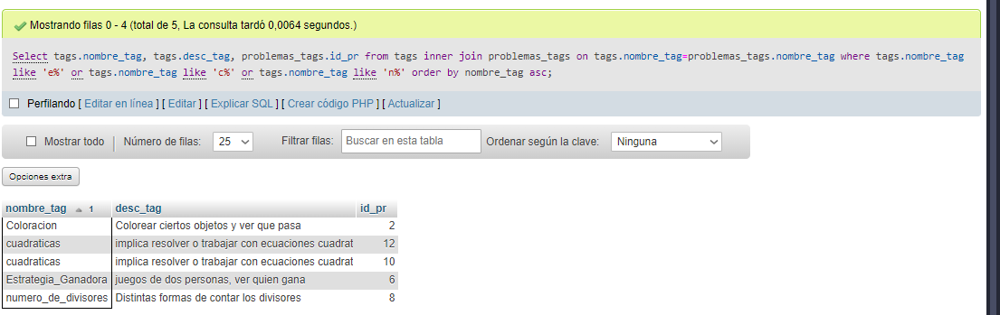 Mostrando filas 0 - 4 (total de 5, La consulta tardó 0,0064 segundos.)
Select tags.nombre_tag, tags.desc_tag, problemas_tags.id_pr from tags inner join problemas_tags on tags.nombre_tag=problemas_tags.nombre_tag where tags.nombre_tag
like 'e%' or tags.nombre_tag like 'c%' or tags.nombre_tag like 'n%' order by nombre_tag asc;
Perfilando [ Editar en línea ] [ Editar ] [ Explicar SQL ] [ Crear código PHP ] [ Actualizar ]
Mostrar todo Número de filas: 25 Filtrar filas: Buscar en esta tabla Ordenar según la clave: Ninguna
Opciones extra
nombre_tag 1 desc_tag id_pr
Coloracion Colorear ciertos objetos y ver que pasa 2
cuadraticas implica resolver o trabajar con ecuaciones cuadrat 12
cuadraticas implica resolver o trabajar con ecuaciones cuadrat 10
Estrategia_Ganadora juegos de dos personas, ver quien gana 6
numero_de_divisores Distintas formas de contar los divisores 8